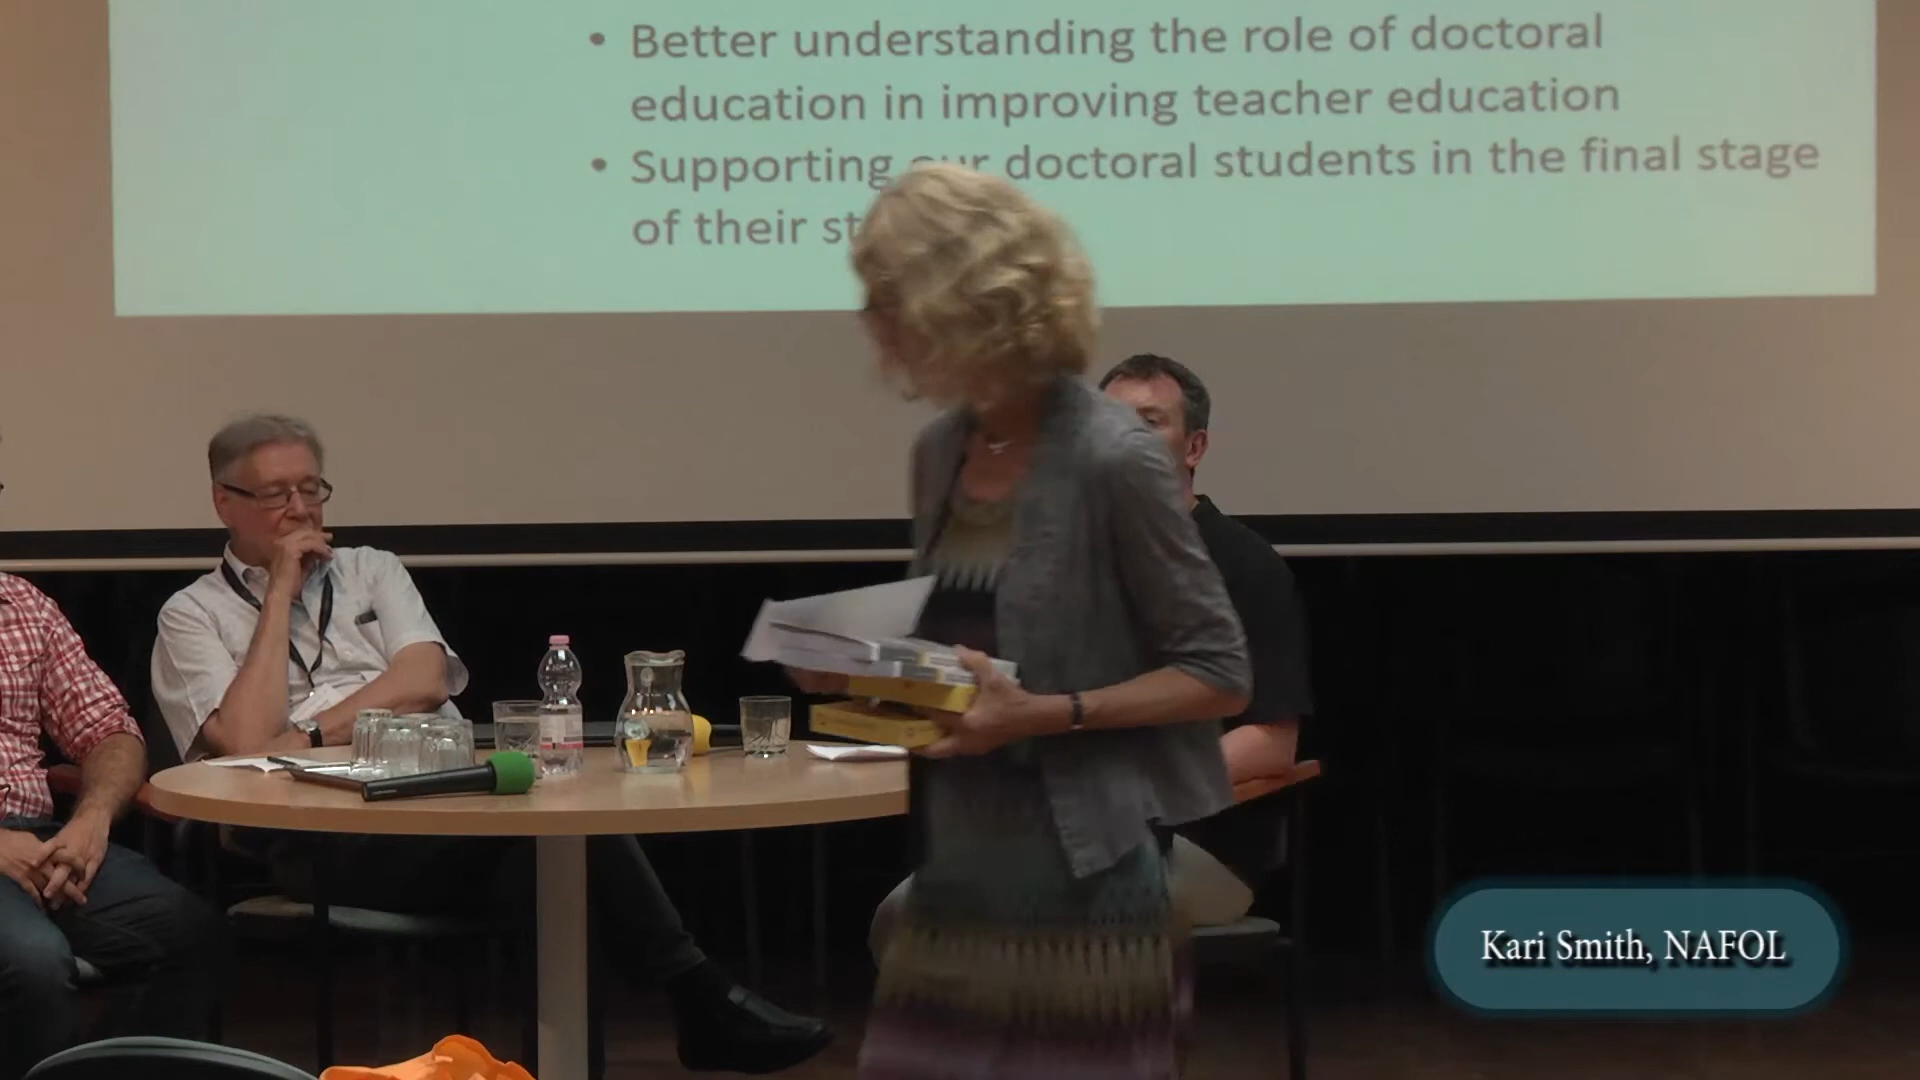 • Better understanding the role of doctoral
education in improving teacher education
• Supporting our doctoral students in the final stage
of their
Kari Smith, NAFOL